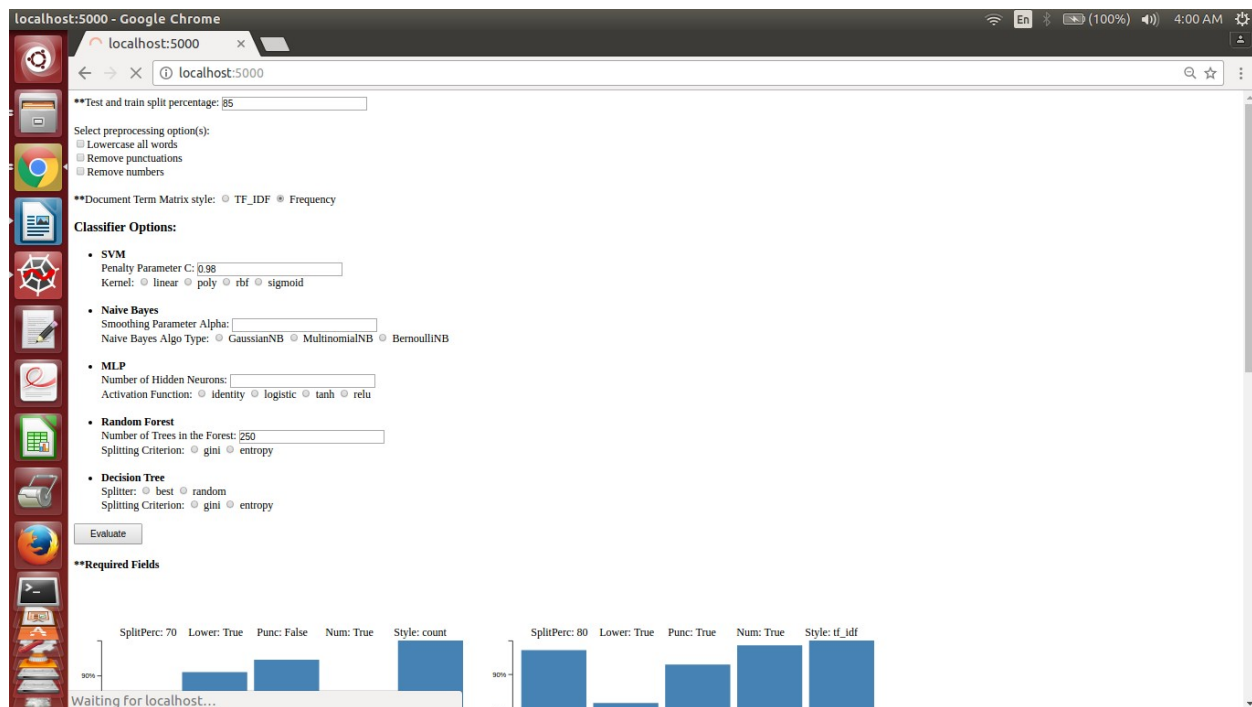 localhost:5000 - Google Chrome
En
(100%)
4:00 AM
localhost:5000 ×
localhost:5000
**Test and train split percentage: 85
Select preprocessing option(s):
Lowercase all words
Remove punctuations
Remove numbers
**Document Term Matrix style: TF_IDF Frequency
Classifier Options:
• SVM
Penalty Parameter C: 0.98
Kernel: linear poly rbf sigmoid
• Naive Bayes
Smoothing Parameter Alpha:
Naive Bayes Algo Type: GaussianNB MultinomialNB BernoulliNB
• MLP
Number of Hidden Neurons:
Activation Function: identity logistic tanh relu
• Random Forest
Number of Trees in the Forest: 250
Splitting Criterion: gini entropy
• Decision Tree
Splitter: best random
Splitting Criterion: gini entropy
Evaluate
**Required Fields
SplitPerc: 70 Lower: True Punc: False Num: True Style: count
90%
SplitPerc: 80 Lower: True Punc: True Num: True Style: tf_idf
90%
Waiting for localhost...